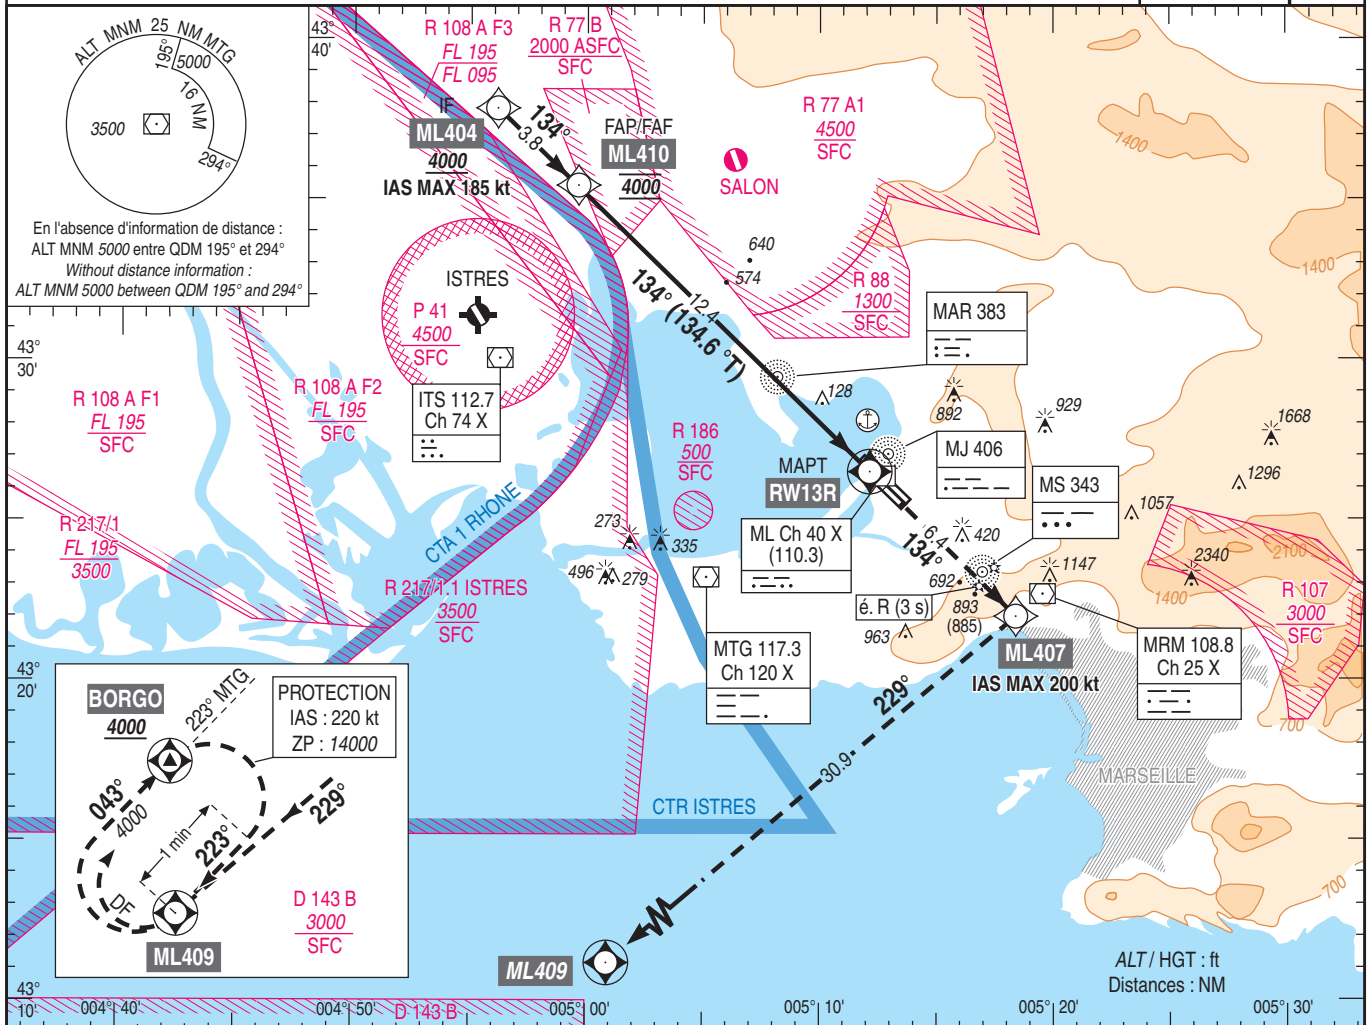 ALT MNM 25 NM MTG
195°
5000
16 NM
3500
294°
En l'absence d'information de distance :
ALT MNM 5000 entre QDM 195° et 294°
Without distance information :
ALT MNM 5000 between QDM 195° and 294°
43°
40'
R 108 A F3
FL 195
FL 095
R 77 B
2000 ASFC
SFC
IF
ML404
4000
IAS MAX 185 kt
134°
3.8
FAP/FAF
ML410
4000
R 77 A1
4500
SFC
SALON
1400
1400
640
574
134° (134.6 °T)
12.4
R 88
1300
SFC
ISTRES
P 41
4500
SFC
MAR 383
43°
30'
R 108 A F1
FL 195
SFC
R 108 A F2
FL 195
SFC
ITS 112.7
Ch 74 X
128
892
929
1668
1296
R 186
500
SFC
MAPT
RW13R
MJ 406
MS 343
1057
CTA 1 RHONE
R 217/1
FL 195
3500
273
335
496
279
ML Ch 40 X
(110.3)
6.4
134°
420
1147
2340
2100
1400
R 217/1.1 ISTRES
3500
SFC
692
é. R (3 s)
893
(885)
963
R 107
3000
SFC
MTG 117.3
Ch 120 X
ML407
IAS MAX 200 kt
MRM 108.8
Ch 25 X
43°
20'
700
229°
30.9
MARSEILLE
CTR ISTRES
BORGO
4000
223° MTG
PROTECTION
IAS : 220 kt
ZP : 14000
043°
4000
1 min
223°
229°
DF
ML409
D 143 B
3000
SFC
ML409
700
ALT / HGT : ft
Distances : NM
43°
10'
004° 40'
004° 50'
D 143 B
005° 00'
005° 10'
005° 20'
005° 30'